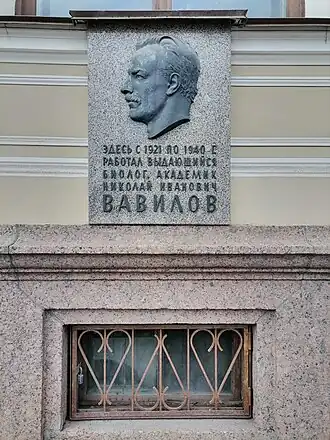 ЗДЕСЬ С 1921 ПО 1940 Г
РАБОТАЛ ВЫДАЮЩИЙСЯ
БИОЛОГ, АКАДЕМИК
НИКОЛАЙ ИВАНОВИЧ
ВАВИЛОВ